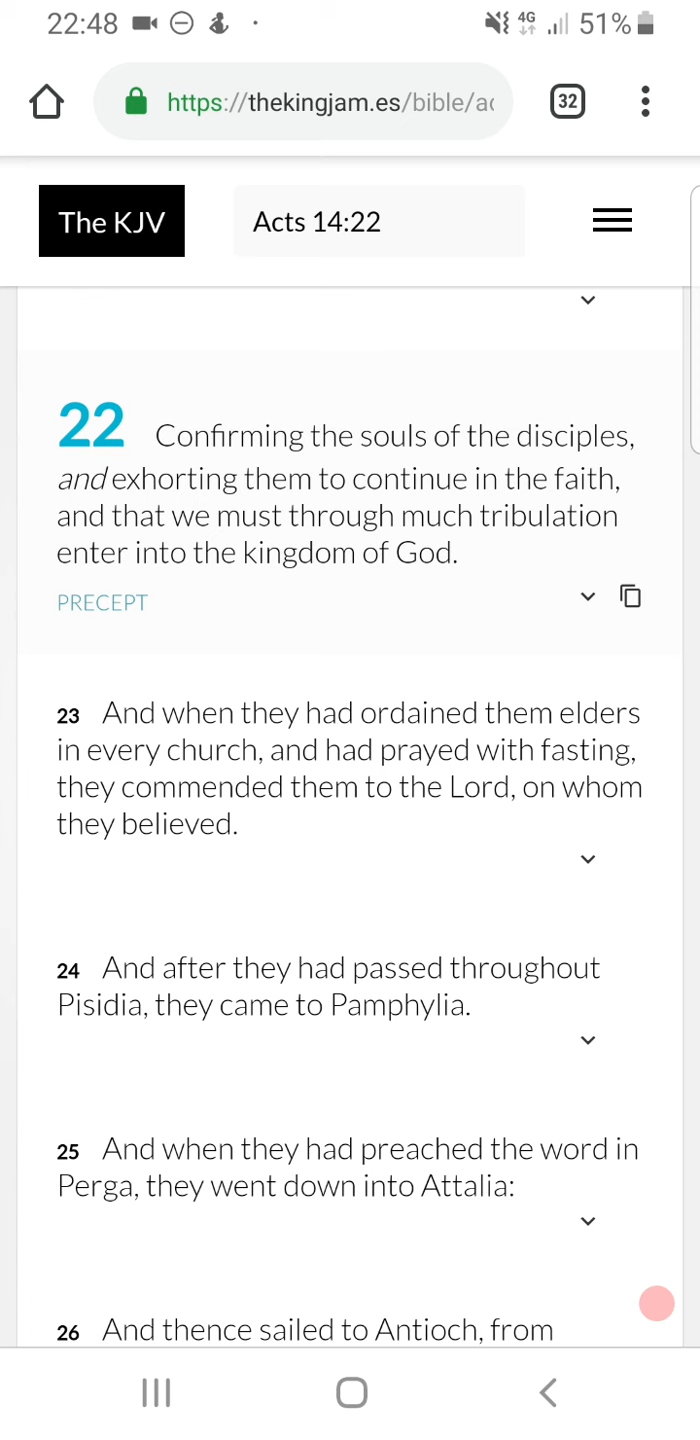 22:48
4G
51%
https://thekingjam.es/bible/ac
32
The KJV
Acts 14:22
22 Confirming the souls of the disciples,
and exhorting them to continue in the faith,
and that we must through much tribulation
enter into the kingdom of God.
PRECEPT
23 And when they had ordained them elders
in every church, and had prayed with fasting,
they commended them to the Lord, on whom
they believed.
24 And after they had passed throughout
Pisidia, they came to Pamphylia.
25 And when they had preached the word in
Perga, they went down into Attalia:
26 And thence sailed to Antioch, from